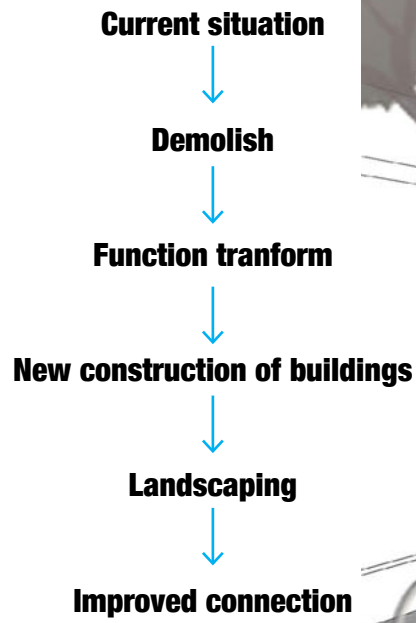 Current situation
Demolish
Function tranform
New construction of buildings
Landscaping
Improved connection